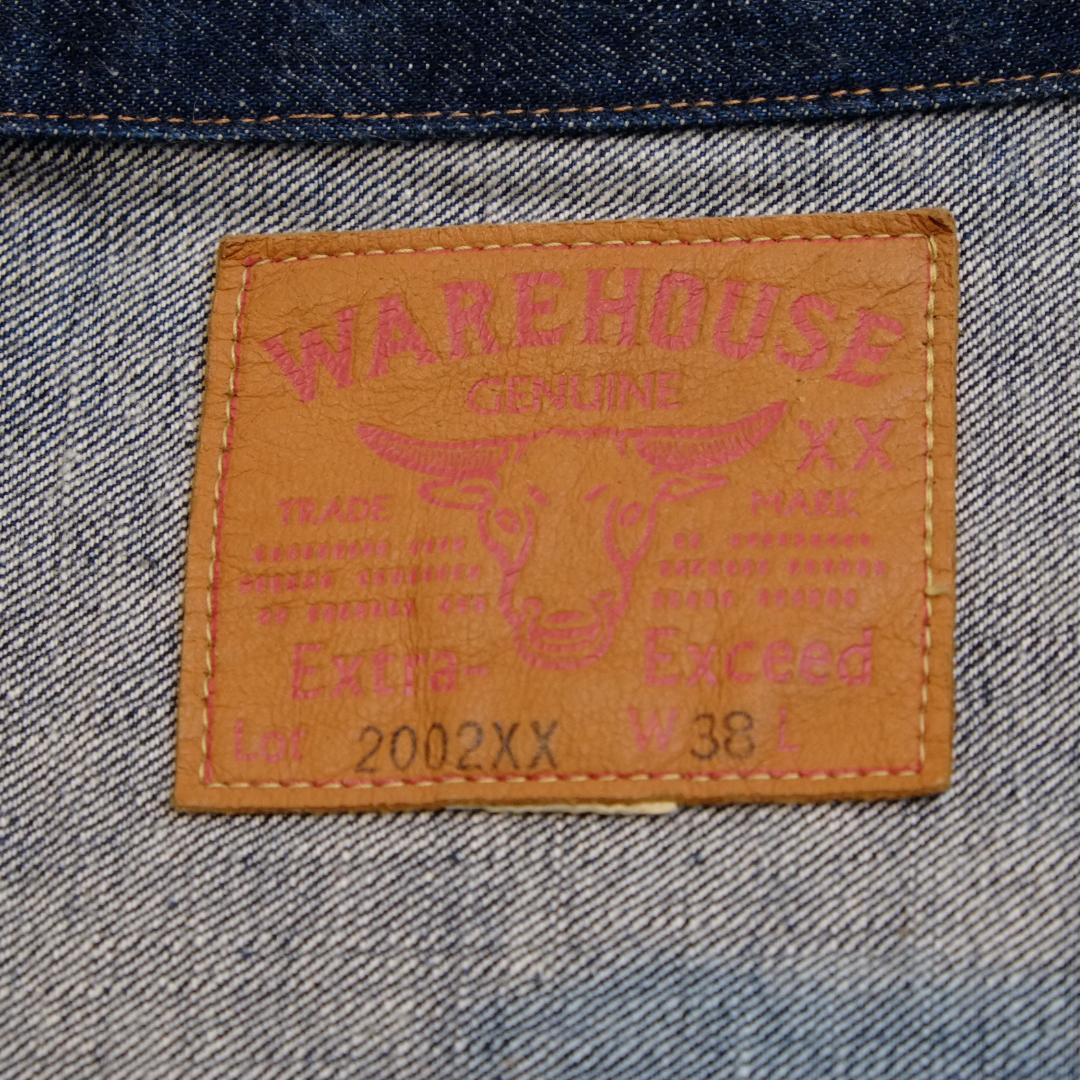 WAREHOUSE
GENUINE
XX
TRADE MARK
Extra- Exceed
Lot 2002XX W 38 L